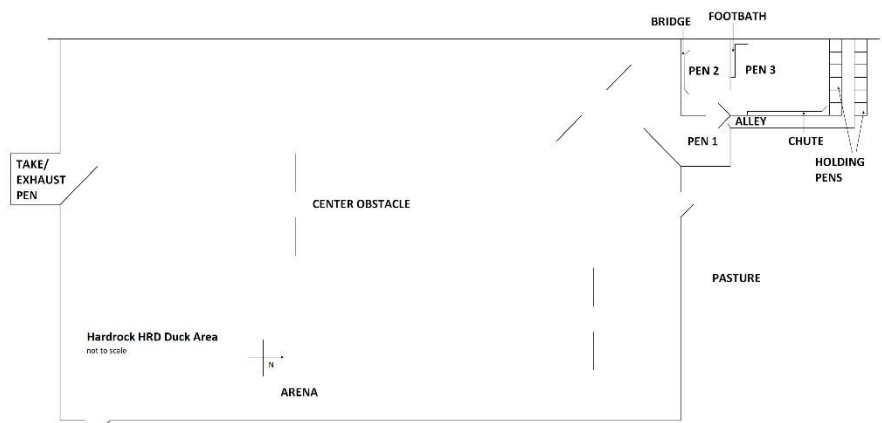 BRIDGE
FOOTBATH
PEN 2
PEN 3
ALLEY
PEN 1
CHUTE
HOLDING
PENS
TAKE/
EXHAUST
PEN
CENTER OBSTACLE
PASTURE
Hardrock HRD Duck Area
not to scale
N
ARENA